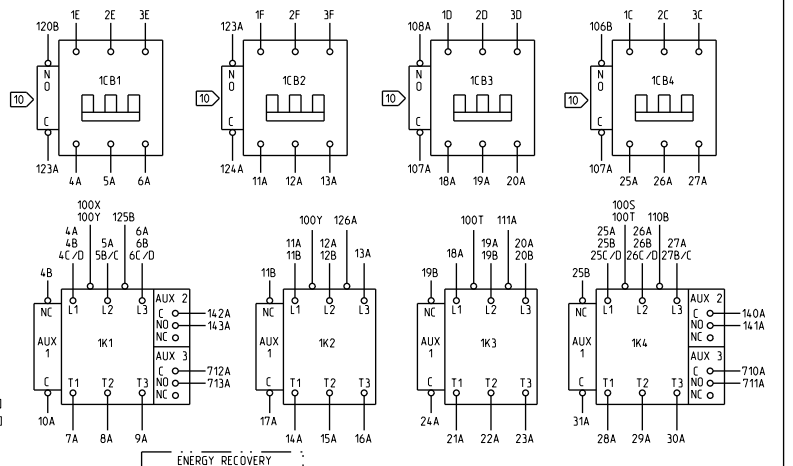 1E 2E 3E 1F 2F 3F 1D 2D 3D 1C 2C 3C
120B 123A 108A 106B
NO 1CB1 NO 1CB2 NO 1CB3 NO 1CB4
10 10 10 10
C C C C
123A 4A 5A 6A 124A 11A 12A 13A 107A 18A 19A 20A 107A 25A 26A 27A
100X 100S
100Y 125B 100Y 126A 100T 111A 100T 110B
4A 6A 25A 26A
4B 5A 6B 11A 12A 18A 19A 20A 25B 26B 27A
4C/D 5B/C 6C/D 11B 12B 13A 19B 20B 25C/D 26C/D 27B/C
4B 11B 19B 25B
NC L1 L2 L3 AUX 2 NC L1 L2 L3 NC L1 L2 L3 NC L1 L2 L3 AUX 2
C 142A C 140A
NO 143A NO 141A
NC NC
AUX 1 1K1 AUX 1 1K2 AUX 1 1K3 AUX 1 1K4
AUX 3 AUX 3
C 712A C 710A
C T1 T2 T3 NO 713A C T1 T2 T3 C T1 T2 T3 C T1 T2 T3 NO 711A
NC NC
10A 7A 8A 9A 17A 14A 15A 16A 24A 21A 22A 23A 31A 28A 29A 30A
ENERGY RECOVERY